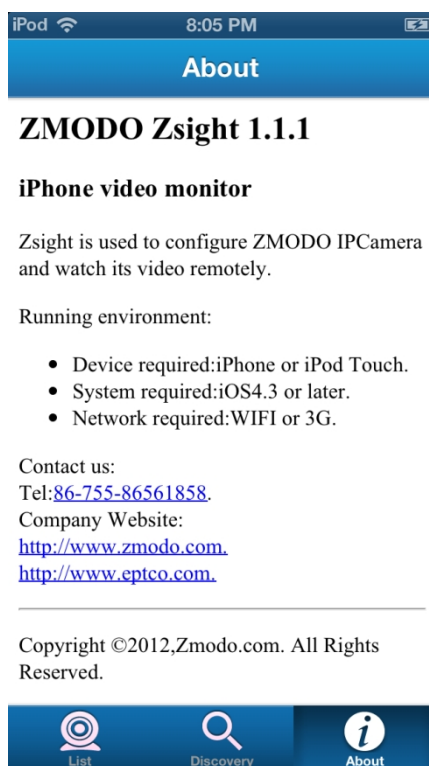 iPod 8:05 PM
About
ZMODO Zsight 1.1.1
iPhone video monitor
Zsight is used to configure ZMODO IPCamera
and watch its video remotely.
Running environment:
• Device required:iPhone or iPod Touch.
• System required:iOS4.3 or later.
• Network required:WIFI or 3G.
Contact us:
Tel:86-755-86561858.
Company Website:
http://www.zmodo.com.
http://www.eptco.com.
Copyright ©2012,Zmodo.com. All Rights
Reserved.
List Discovery About